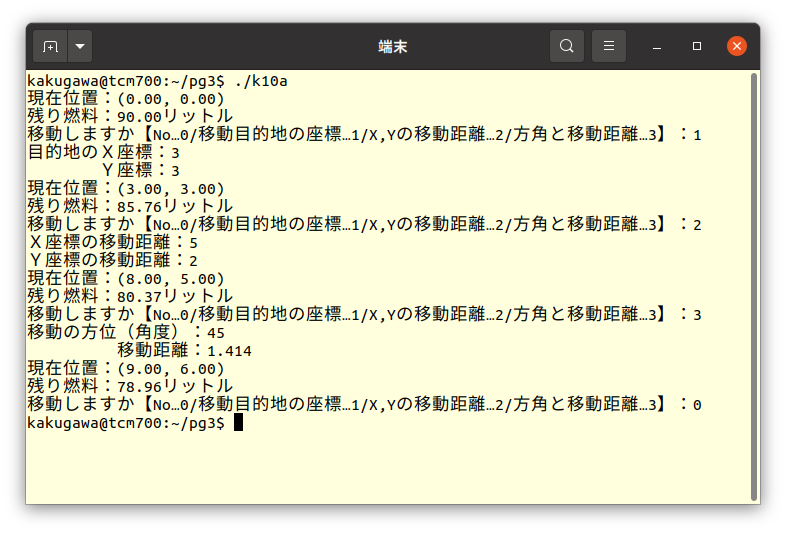 端末
kakugawa@tcm700:~/pg3$ ./k10a
現在位置：(0.00, 0.00)
残り燃料：90.00リットル
移動しますか【No…0/移動目的地の座標…1/X,Yの移動距離…2/方角と移動距離…3】：1
目的地のＸ座標：3
Ｙ座標：3
現在位置：(3.00, 3.00)
残り燃料：85.76リットル
移動しますか【No…0/移動目的地の座標…1/X,Yの移動距離…2/方角と移動距離…3】：2
Ｘ座標の移動距離：5
Ｙ座標の移動距離：2
現在位置：(8.00, 5.00)
残り燃料：80.37リットル
移動しますか【No…0/移動目的地の座標…1/X,Yの移動距離…2/方角と移動距離…3】：3
移動の方位（角度）：45
移動距離：1.414
現在位置：(9.00, 6.00)
残り燃料：78.96リットル
移動しますか【No…0/移動目的地の座標…1/X,Yの移動距離…2/方角と移動距離…3】：0
kakugawa@tcm700:~/pg3$